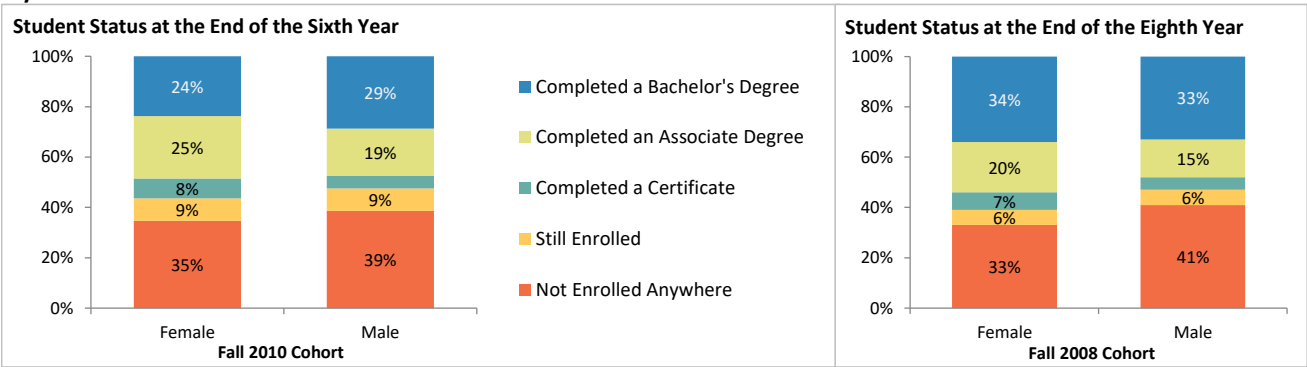 Student Status at the End of the Sixth Year
100%
80%
60%
40%
20%
0%
24%
25%
8%
9%
35%
29%
19%
9%
39%
Female
Male
Fall 2010 Cohort
Completed a Bachelor's Degree
Completed an Associate Degree
Completed a Certificate
Still Enrolled
Not Enrolled Anywhere
Student Status at the End of the Eighth Year
100%
80%
60%
40%
20%
0%
34%
20%
7%
6%
33%
33%
15%
6%
41%
Female
Male
Fall 2008 Cohort